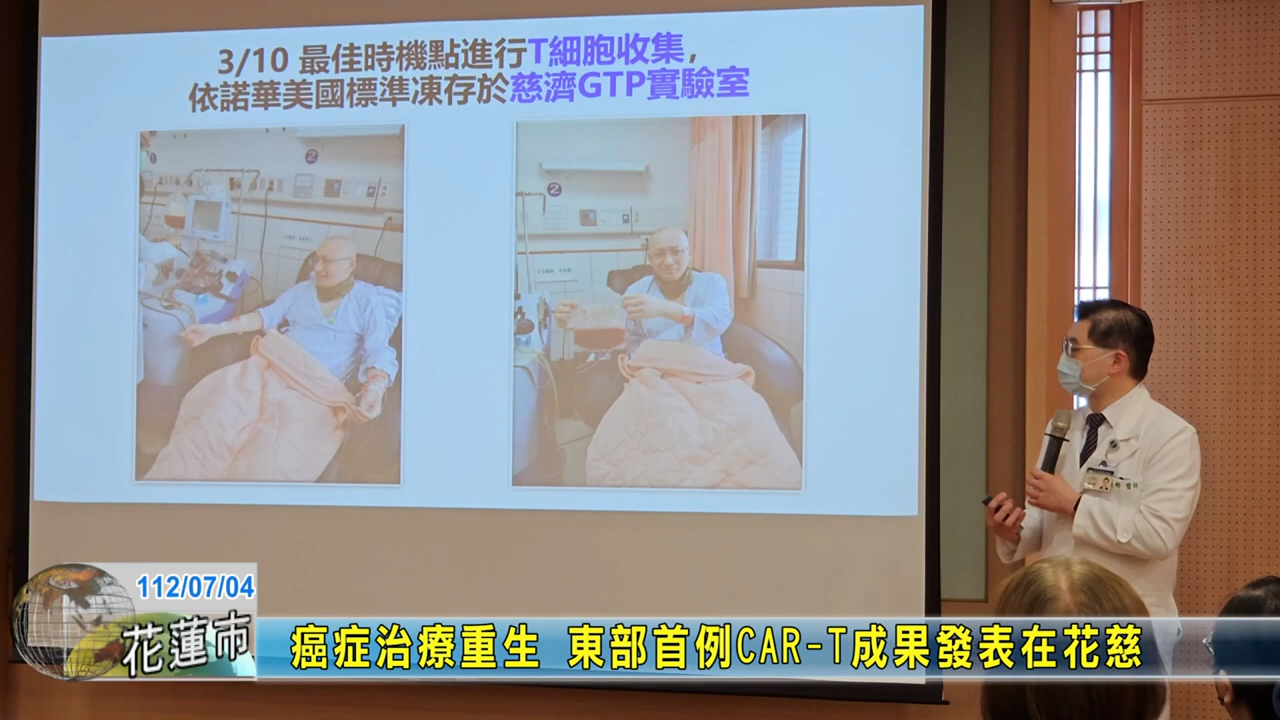 3/10 最佳時機點進行T細胞收集,
依諾華美國標準凍存於慈濟GTP實驗室
②
②
112/07/04
花蓮市
癌症治療重生 東部首例CAR-T成果發表在花慈